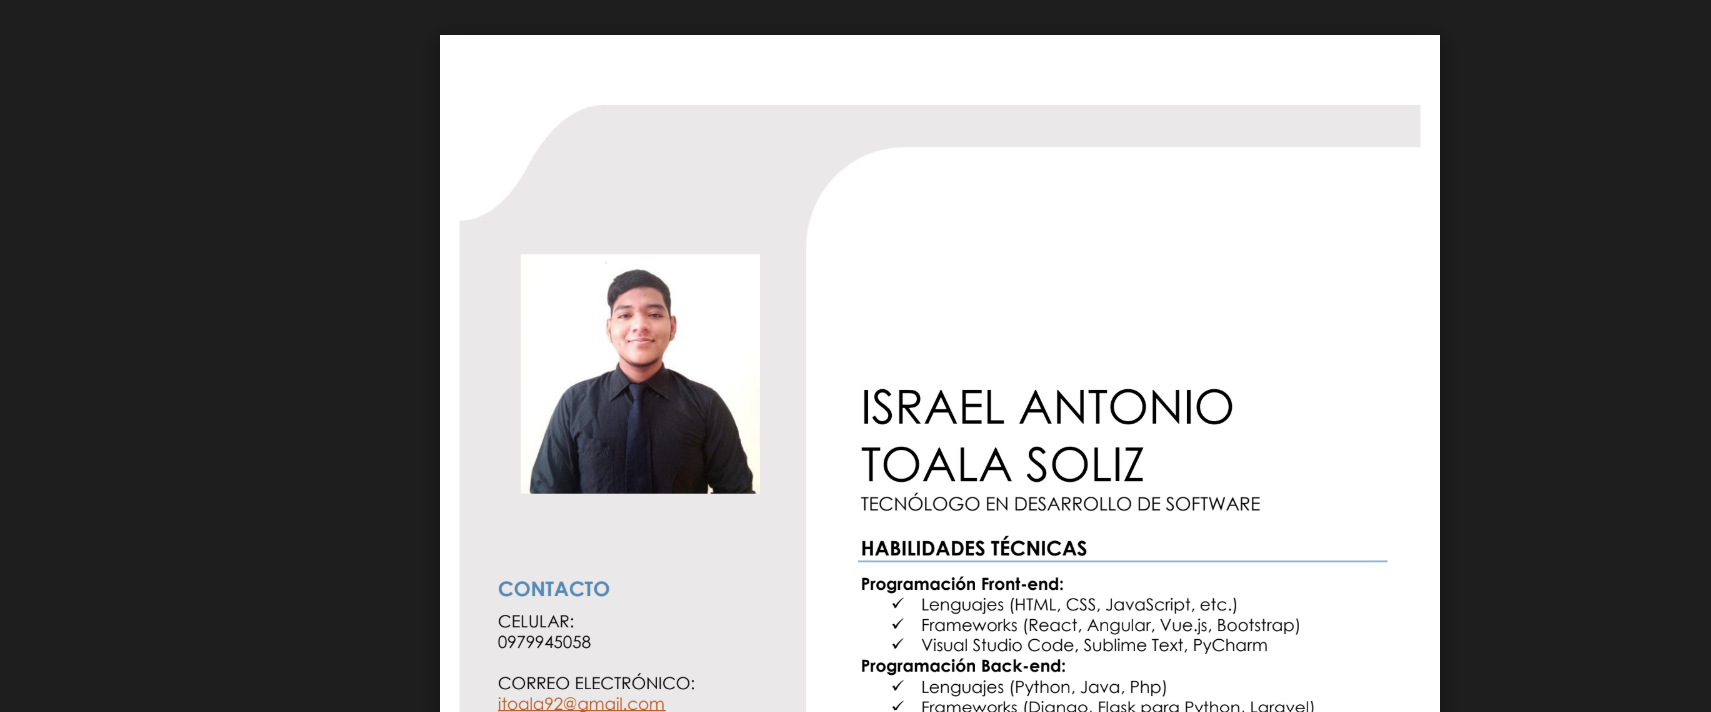 ISRAEL ANTONIO
TOALA SOLIZ
TECNÓLOGO EN DESARROLLO DE SOFTWARE
HABILIDADES TÉCNICAS
Programación Front-end:
✓ Lenguajes (HTML, CSS, JavaScript, etc.)
✓ Frameworks (React, Angular, Vue.js, Bootstrap)
✓ Visual Studio Code, Sublime Text, PyCharm
Programación Back-end:
✓ Lenguajes (Python, Java, Php)
✓ Frameworks (Django, Flask para Python, Laravel)
CONTACTO
CELULAR:
0979945058
CORREO ELECTRÓNICO:
itoala92@gmail.com